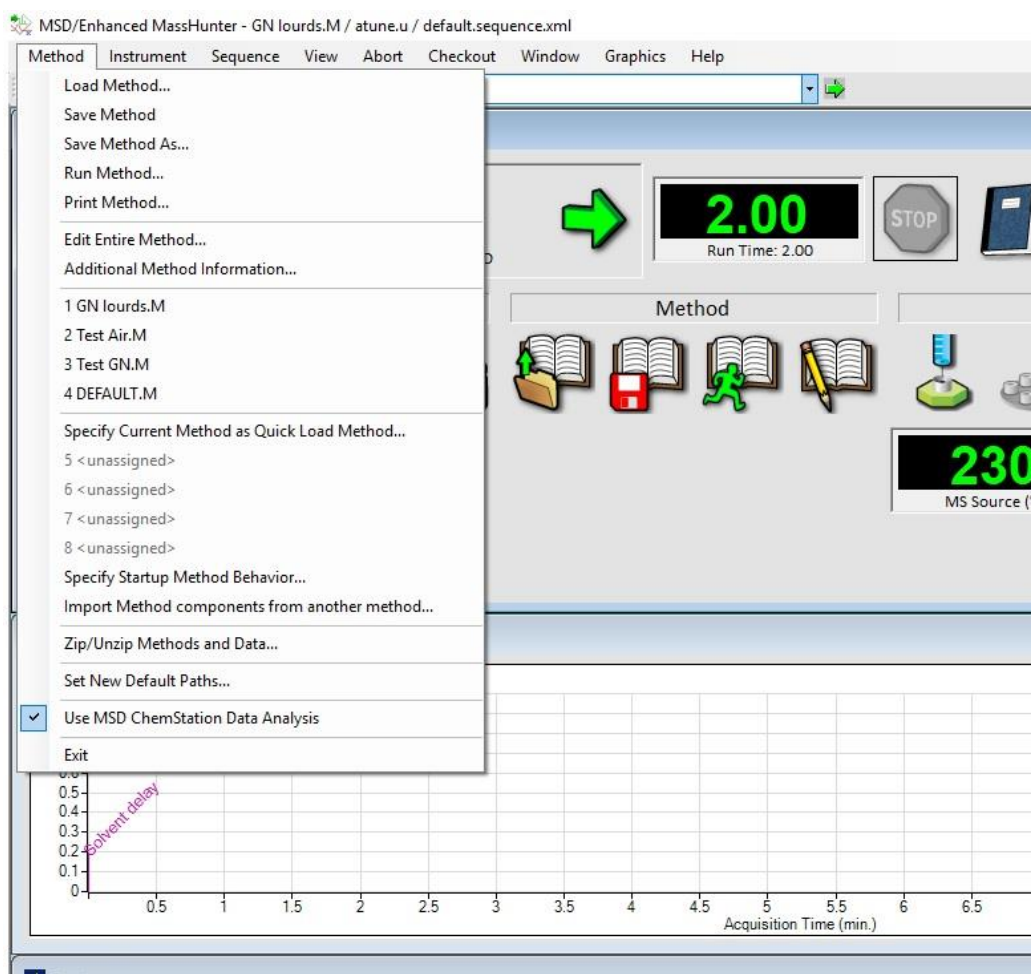 MSD/Enhanced MassHunter - GN lourds.M / atune.u / default.sequence.xml
Method Instrument Sequence View Abort Checkout Window Graphics Help
Load Method...
Save Method
Save Method As...
Run Method...
Print Method...
Edit Entire Method...
Additional Method Information...
1 GN lourds.M
2 Test Air.M
3 Test GN.M
4 DEFAULT.M
Specify Current Method as Quick Load Method...
5 <unassigned>
6 <unassigned>
7 <unassigned>
8 <unassigned>
Specify Startup Method Behavior...
Import Method components from another method...
Zip/Unzip Methods and Data...
Set New Default Paths...
Use MSD ChemStation Data Analysis
Exit
2.00
Run Time: 2.00
STOP
Method
230
MS Source (°
0.5
0.4
0.3
0.2
0.1
0
Solvent delay
0.5 1 1.5 2 2.5 3 3.5 4 4.5 5 5.5 6 6.5
Acquisition Time (min.)